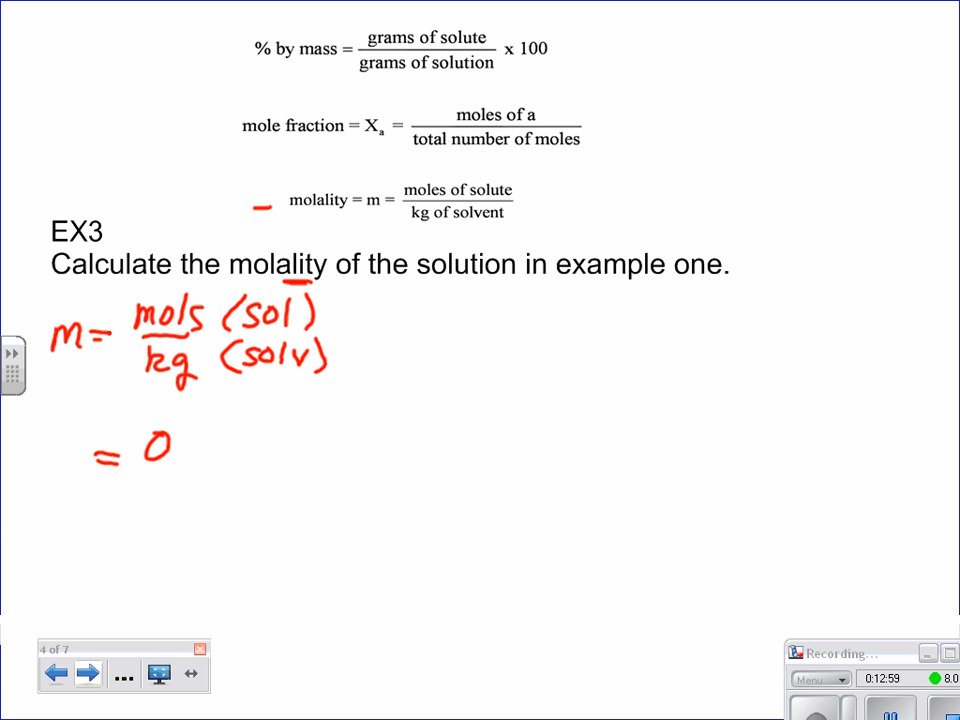 % by mass = grams of solute / grams of solution x 100
mole fraction = Xₐ = moles of a / total number of moles
molality = m = moles of solute / kg of solvent
EX3
Calculate the molality of the solution in example one.
m = mols (sol) / kg (solv)
= 0
4 of 7
...
Recording...
Menu 0:12:59 8.0